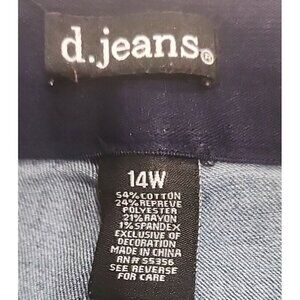 d.jeans®
14W
54% COTTON
24% REPREVE
POLYESTER
21% RAYON
1% SPANDEX
EXCLUSIVE OF
DECORATION
MADE IN CHINA
RN# 55356
SEE REVERSE
FOR CARE